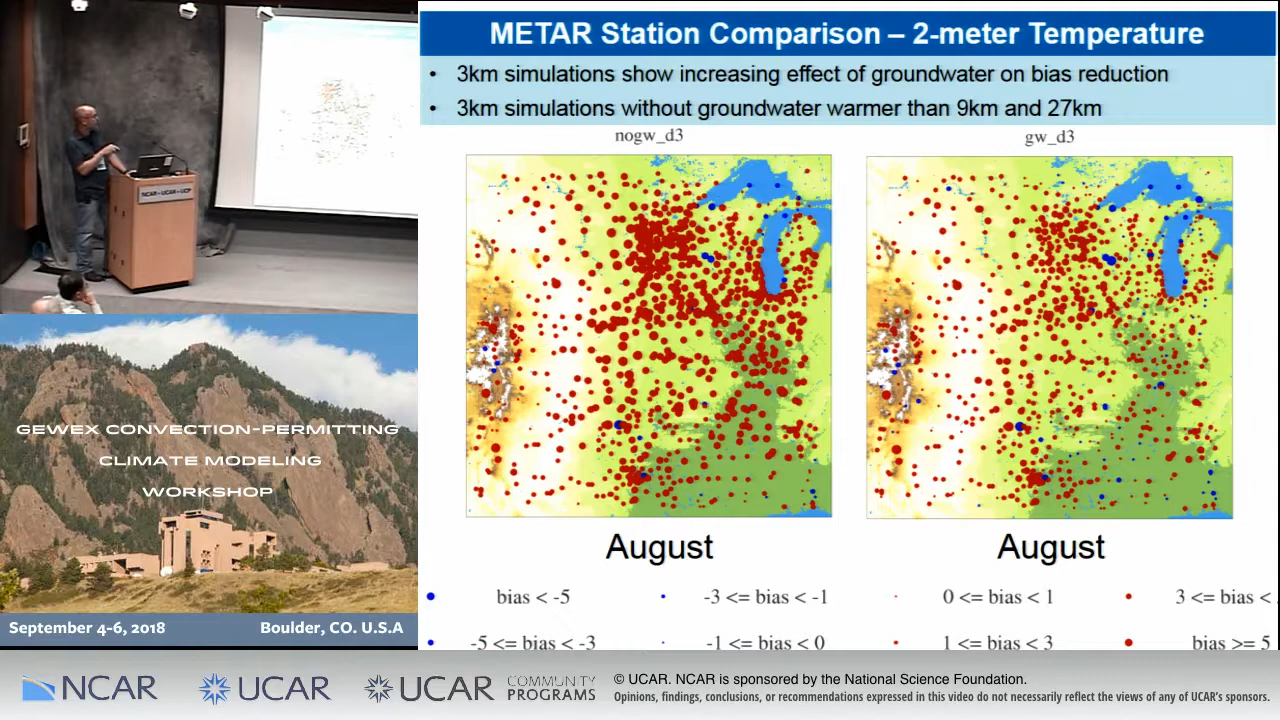 METAR Station Comparison – 2-meter Temperature
• 3km simulations show increasing effect of groundwater on bias reduction
• 3km simulations without groundwater warmer than 9km and 27km
nogw_d3
gw_d3
August
August
bias < -5
-3 <= bias < -1
0 <= bias < 1
3 <= bias <
-5 <= bias < -3
-1 <= bias < 0
1 <= bias < 3
bias >= 5
NCAR • UCAR • UCP
GEWEX CONVECTION-PERMITTING
CLIMATE MODELING
WORKSHOP
September 4-6, 2018
Boulder, CO. U.S.A
NCAR
UCAR
UCAR
COMMUNITY
PROGRAMS
© UCAR. NCAR is sponsored by the National Science Foundation.
Opinions, findings, conclusions, or recommendations expressed in this video do not necessarily reflect the views of any of UCAR's sponsors.